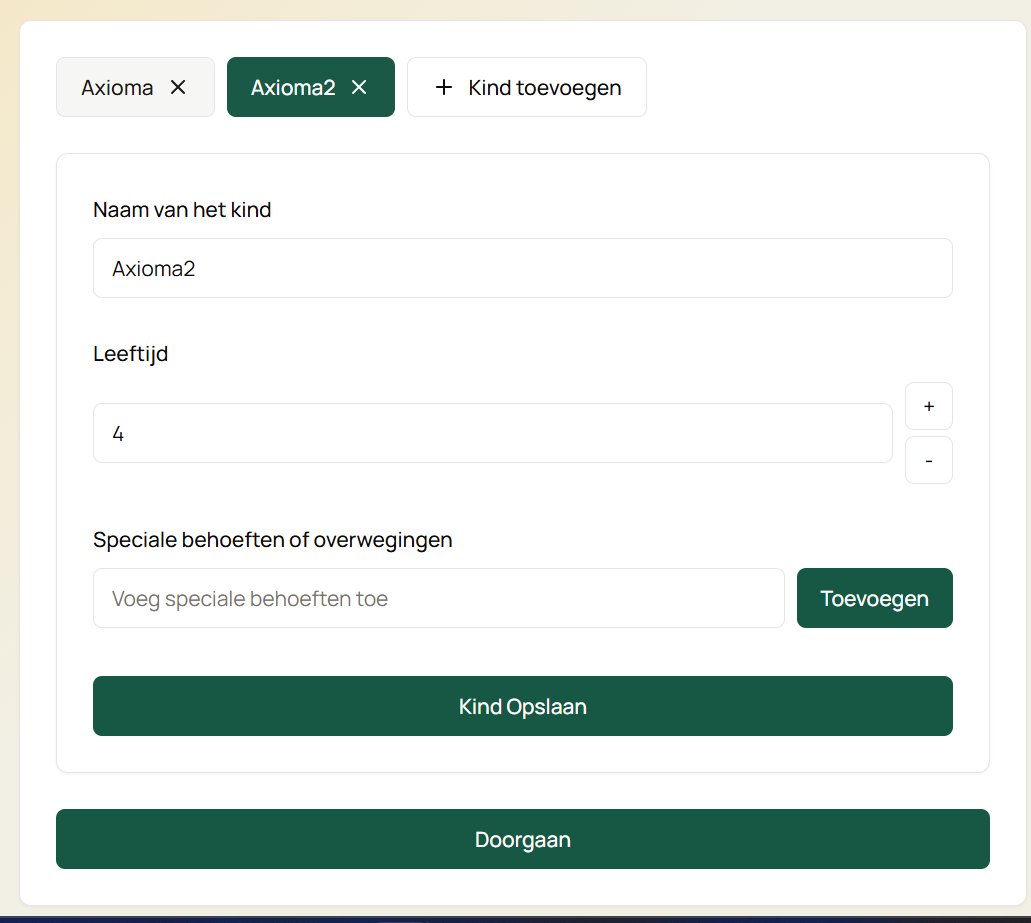 Axioma
Axioma2
+ Kind toevoegen
Naam van het kind
Axioma2
Leeftijd
4
+
-
Speciale behoeften of overwegingen
Voeg speciale behoeften toe
Toevoegen
Kind Opslaan
Doorgaan